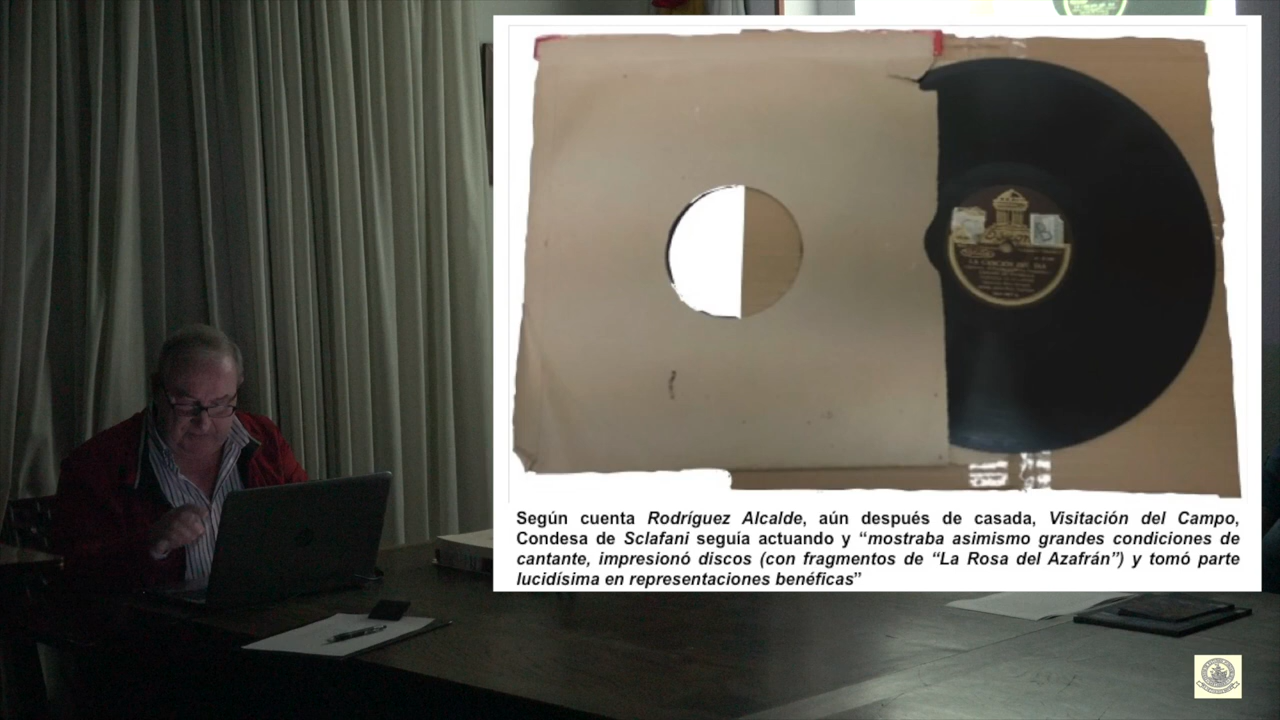 Según cuenta Rodríguez Alcalde, aún después de casada, Visitación del Campo,
Condesa de Sclafani seguía actuando y “mostraba asimismo grandes condiciones de
cantante, impresionó discos (con fragmentos de “La Rosa del Azafrán”) y tomó parte
lucidísima en representaciones benéficas”